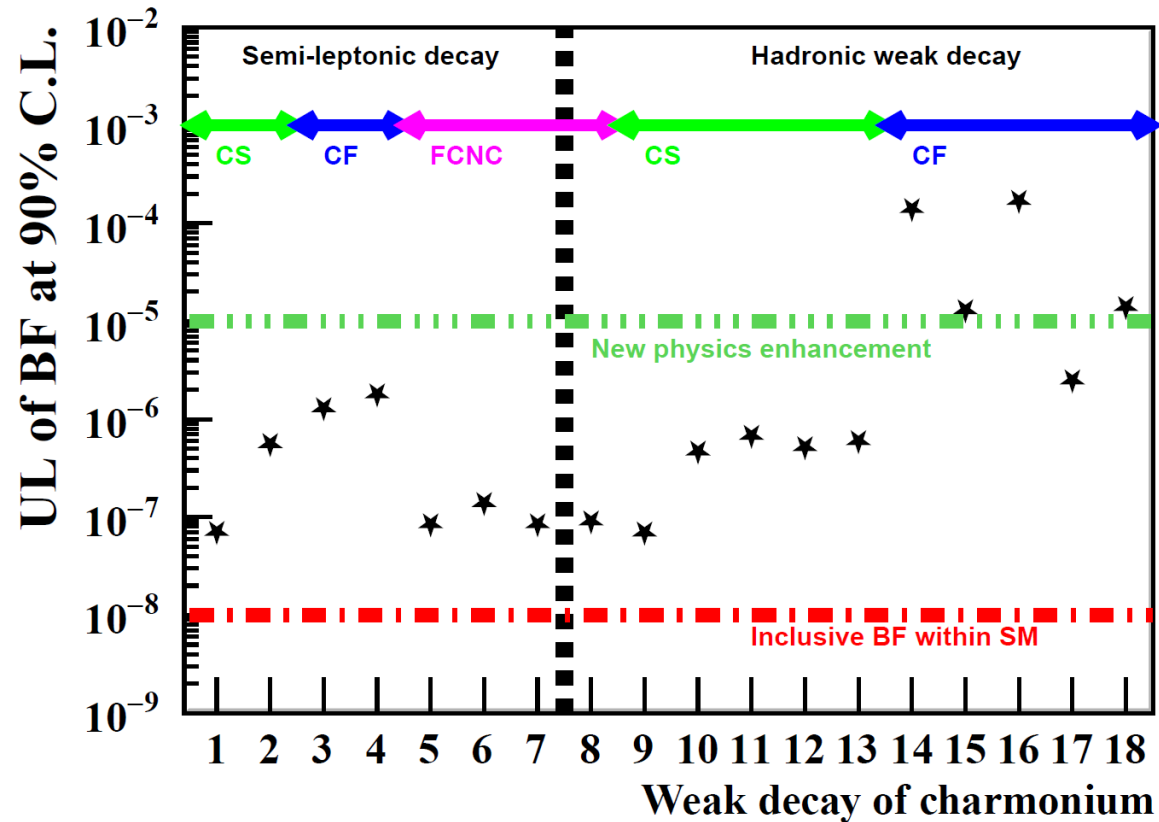 UL of BF at 90% C.L.
10⁻²
10⁻³
10⁻⁴
10⁻⁵
10⁻⁶
10⁻⁷
10⁻⁸
10⁻⁹
Semi-leptonic decay
Hadronic weak decay
CS
CF
FCNC
CS
CF
New physics enhancement
Inclusive BF within SM
1 2 3 4 5 6 7 8 9 10 11 12 13 14 15 16 17 18
Weak decay of charmonium